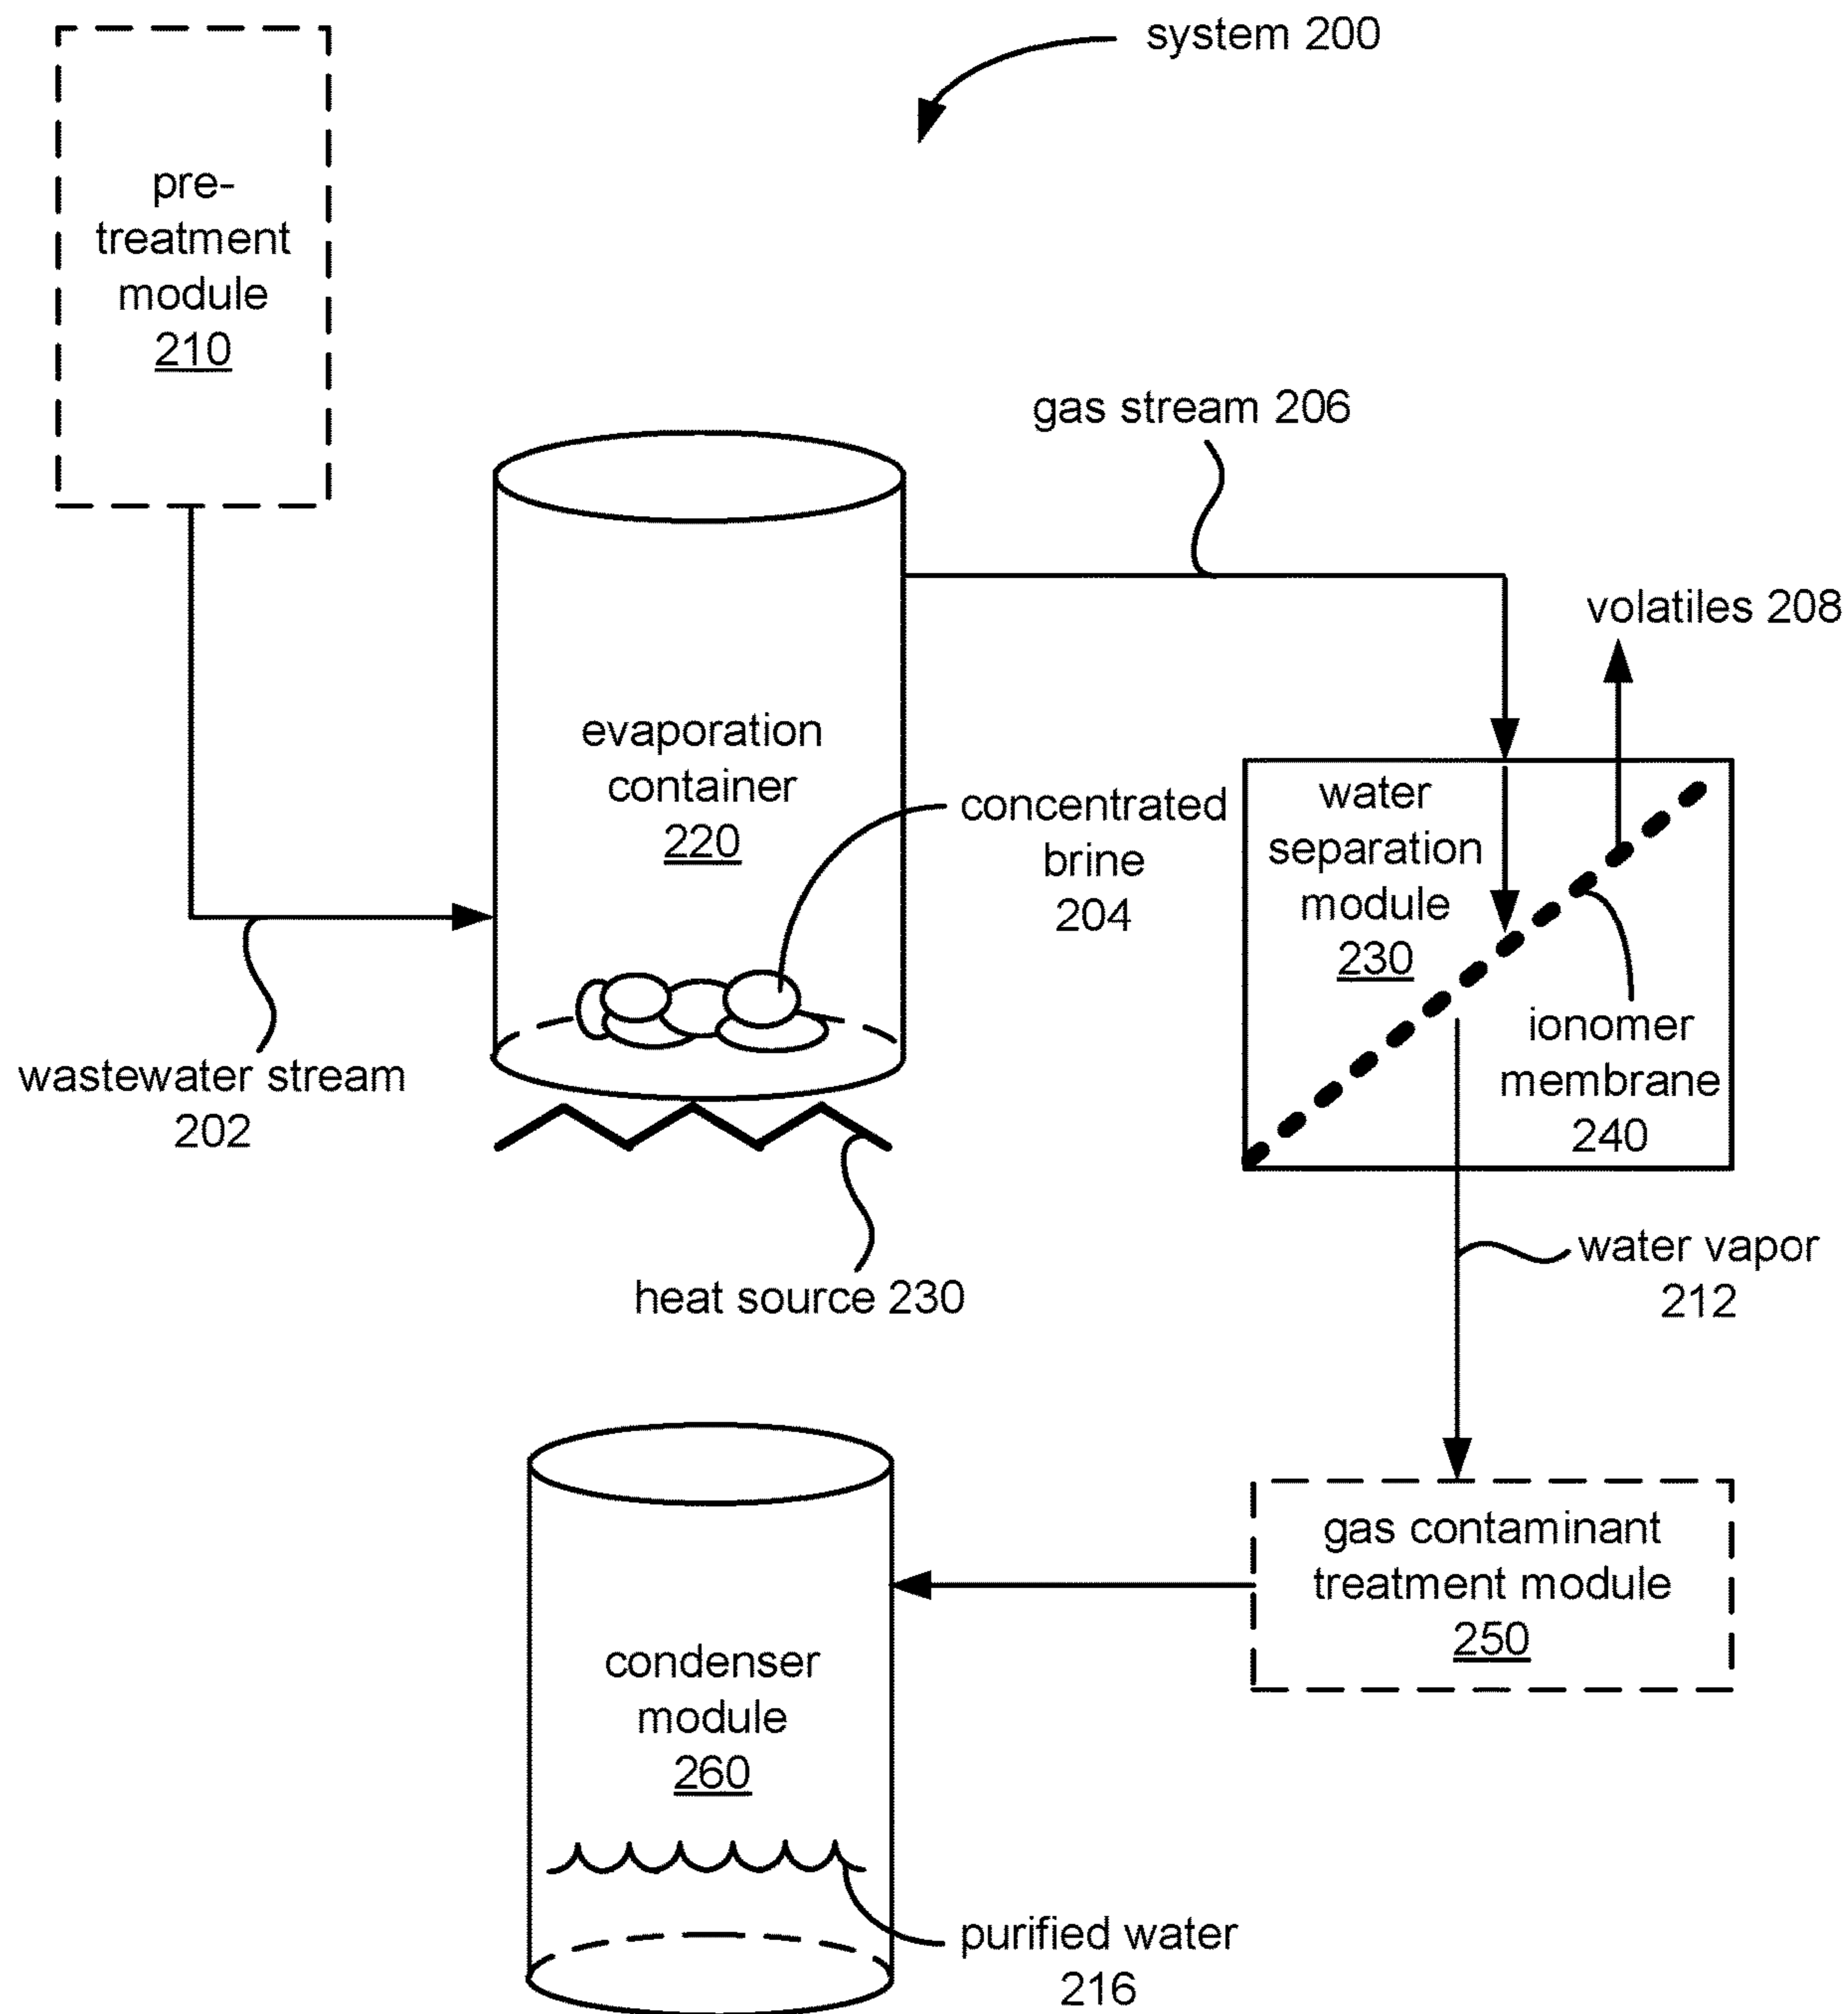 system 200
pre-
treatment
module
210
gas stream 206
volatiles 208
evaporation
container
220
concentrated
brine
204
water
separation
module
230
ionomer
membrane
240
wastewater stream
202
heat source 230
water vapor
212
gas contaminant
treatment module
250
condenser
module
260
purified water
216